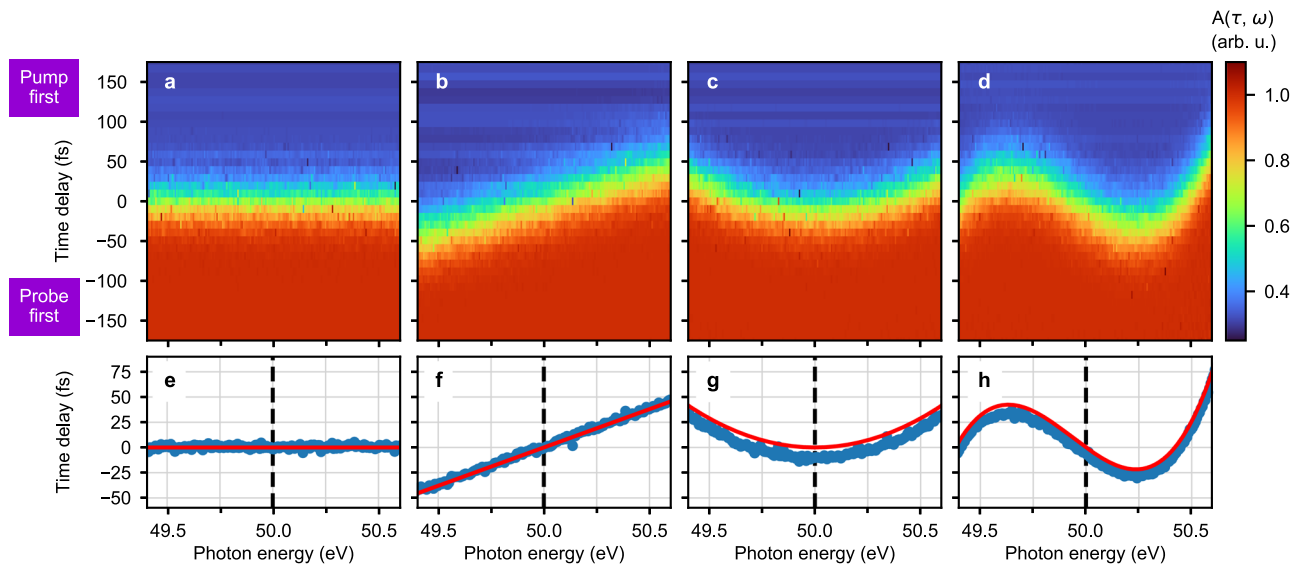 A(τ, ω)
(arb. u.)
Pump
first
Probe
first
Time delay (fs)
150
100
50
0
−50
−100
−150
a
b
c
d
1.0
0.8
0.6
0.4
Time delay (fs)
75
50
25
0
−25
−50
e
f
g
h
49.5 50.0 50.5
49.5 50.0 50.5
49.5 50.0 50.5
49.5 50.0 50.5
Photon energy (eV)
Photon energy (eV)
Photon energy (eV)
Photon energy (eV)